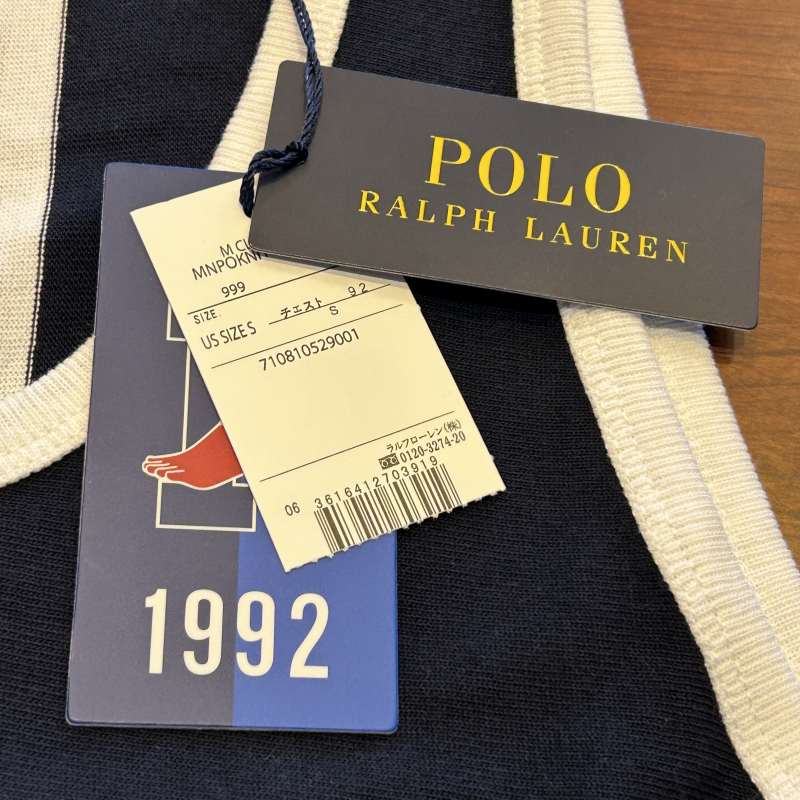 POLO
RALPH LAUREN
M CL
MNPOKNIT
999
SIZE. チェスト 92
US SIZE S S
710810529001
ラルフローレン(株)
0120-3274-20
06 3616412703919
1992